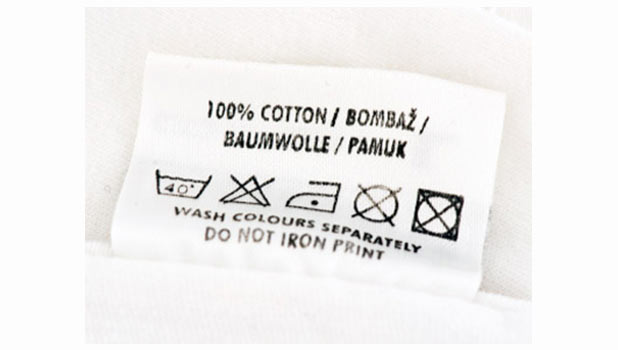 100% COTTON / BOMBAŽ /
BAUMWOLLE / PAMUK
40°
WASH COLOURS SEPARATELY
DO NOT IRON PRINT